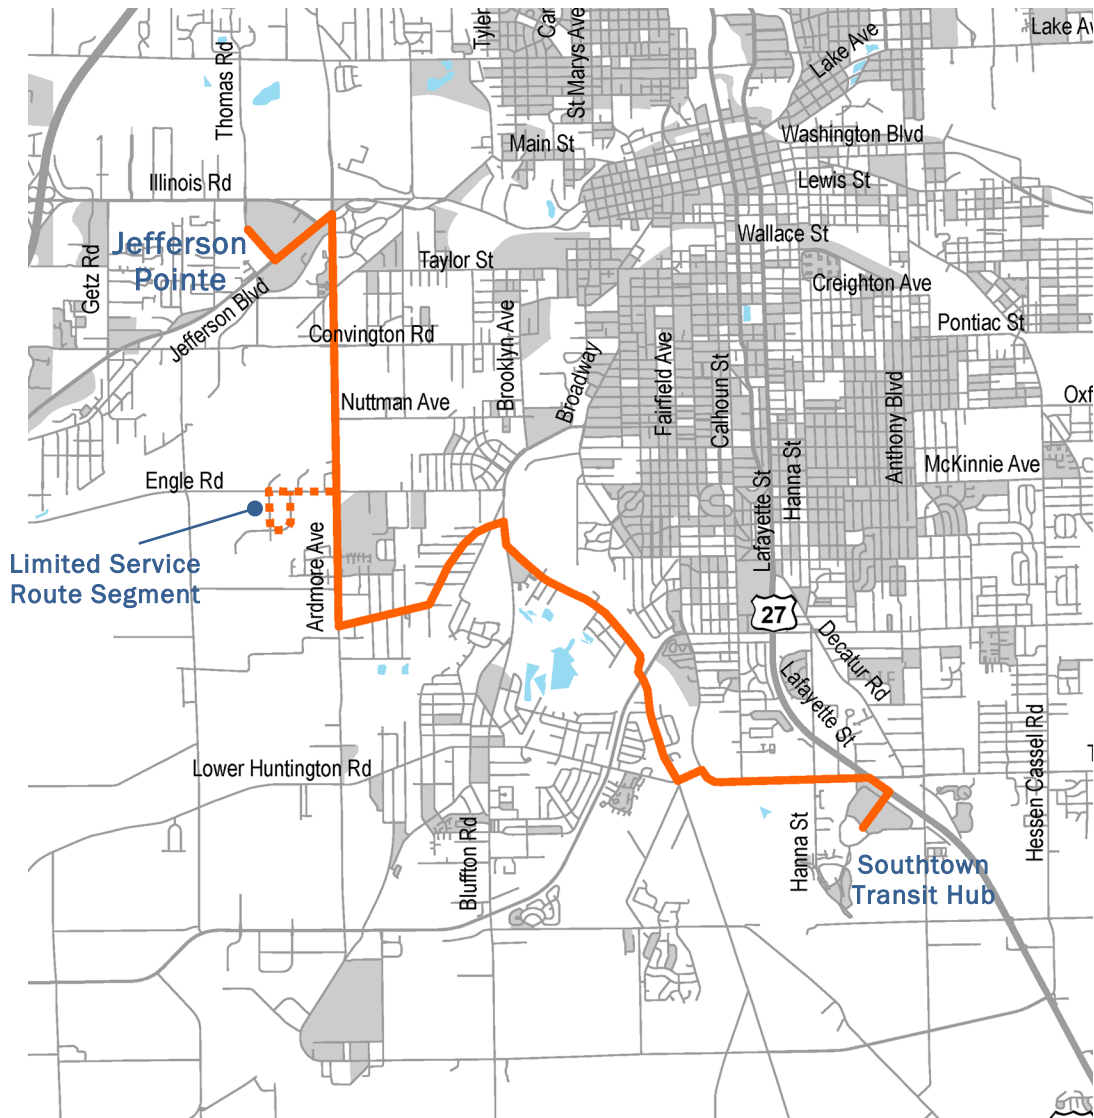 Tyler
St Marys Ave
Lake Ave
Thomas Rd
Main St
Washington Blvd
Illinois Rd
Lewis St
Jefferson
Pointe
Getz Rd
Wallace St
Taylor St
Creighton Ave
Jefferson Blvd
Convington Rd
Brooklyn Ave
Broadway
Fairfield Ave
Calhoun St
Pontiac St
Nuttman Ave
Anthony Blvd
Engle Rd
McKinnie Ave
Hanna St
Lafayette St
Limited Service
Route Segment
Ardmore Ave
27
Decatur Rd
Lafayette St
Lower Huntington Rd
Hessen Cassel Rd
Bluffton Rd
Hanna St
Southtown
Transit Hub